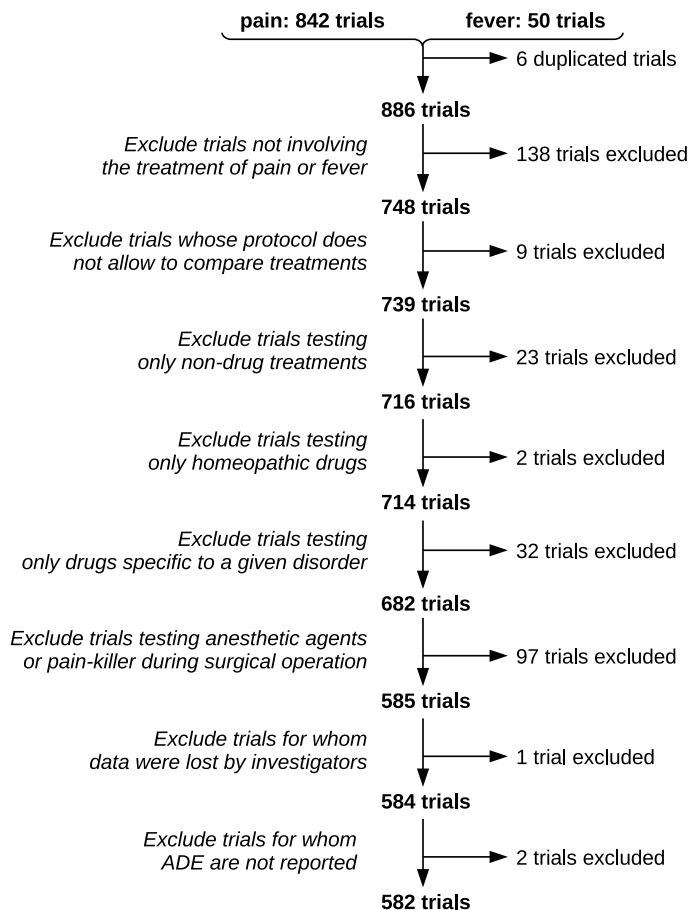 pain: 842 trials
fever: 50 trials
6 duplicated trials
886 trials
Exclude trials not involving
the treatment of pain or fever
138 trials excluded
748 trials
Exclude trials whose protocol does
not allow to compare treatments
9 trials excluded
739 trials
Exclude trials testing
only non-drug treatments
23 trials excluded
716 trials
Exclude trials testing
only homeopathic drugs
2 trials excluded
714 trials
Exclude trials testing
only drugs specific to a given disorder
32 trials excluded
682 trials
Exclude trials testing anesthetic agents
or pain-killer during surgical operation
97 trials excluded
585 trials
Exclude trials for whom
data were lost by investigators
1 trial excluded
584 trials
Exclude trials for whom
ADE are not reported
2 trials excluded
582 trials